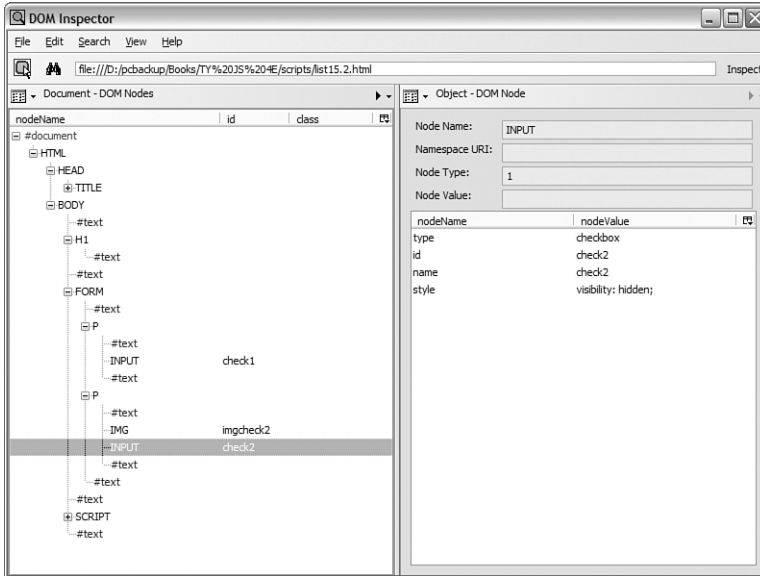 DOM Inspector
File Edit Search View Help
file:///D:/pcbackup/Books/TY%20JS%204E/scripts/list15.2.html Inspect
Document - DOM Nodes
nodeName id class
#document
HTML
HEAD
TITLE
BODY
#text
H1
#text
#text
FORM
#text
P
#text
INPUT check1
#text
P
#text
IMG imgcheck2
INPUT check2
#text
#text
#text
SCRIPT
#text
Object - DOM Node
Node Name: INPUT
Namespace URI:
Node Type: 1
Node Value:
nodeName nodeValue
type checkbox
id check2
name check2
style visibility: hidden;